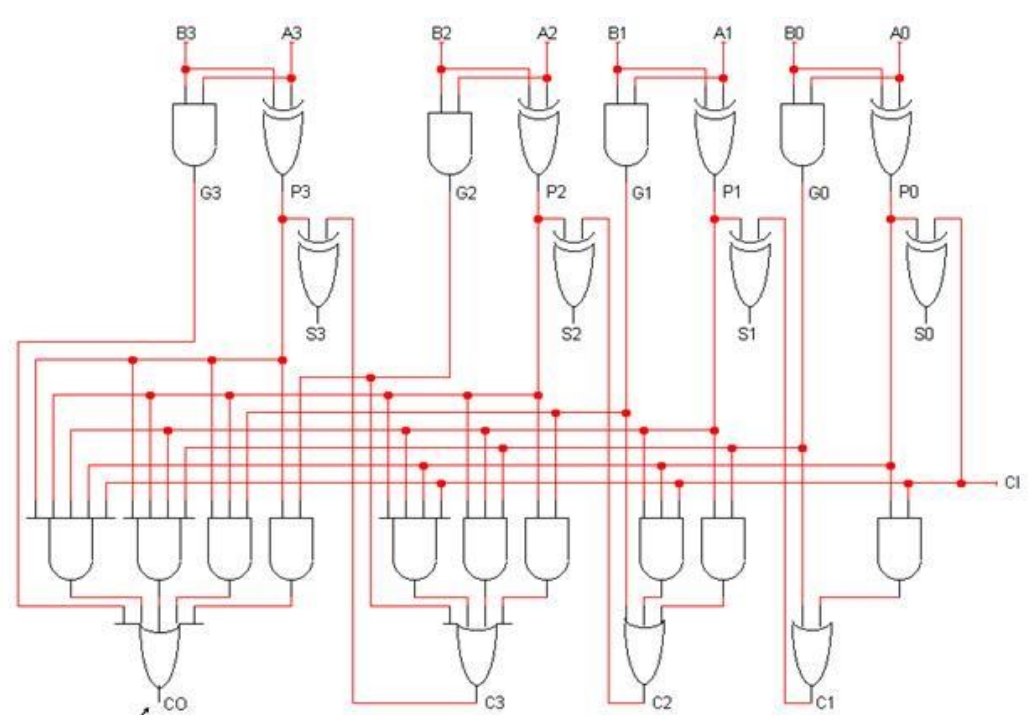 B3 A3 B2 A2 B1 A1 B0 A0
G3 P3 G2 P2 G1 P1 G0 P0
S3 S2 S1 S0
CI
CO C3 C2 C1